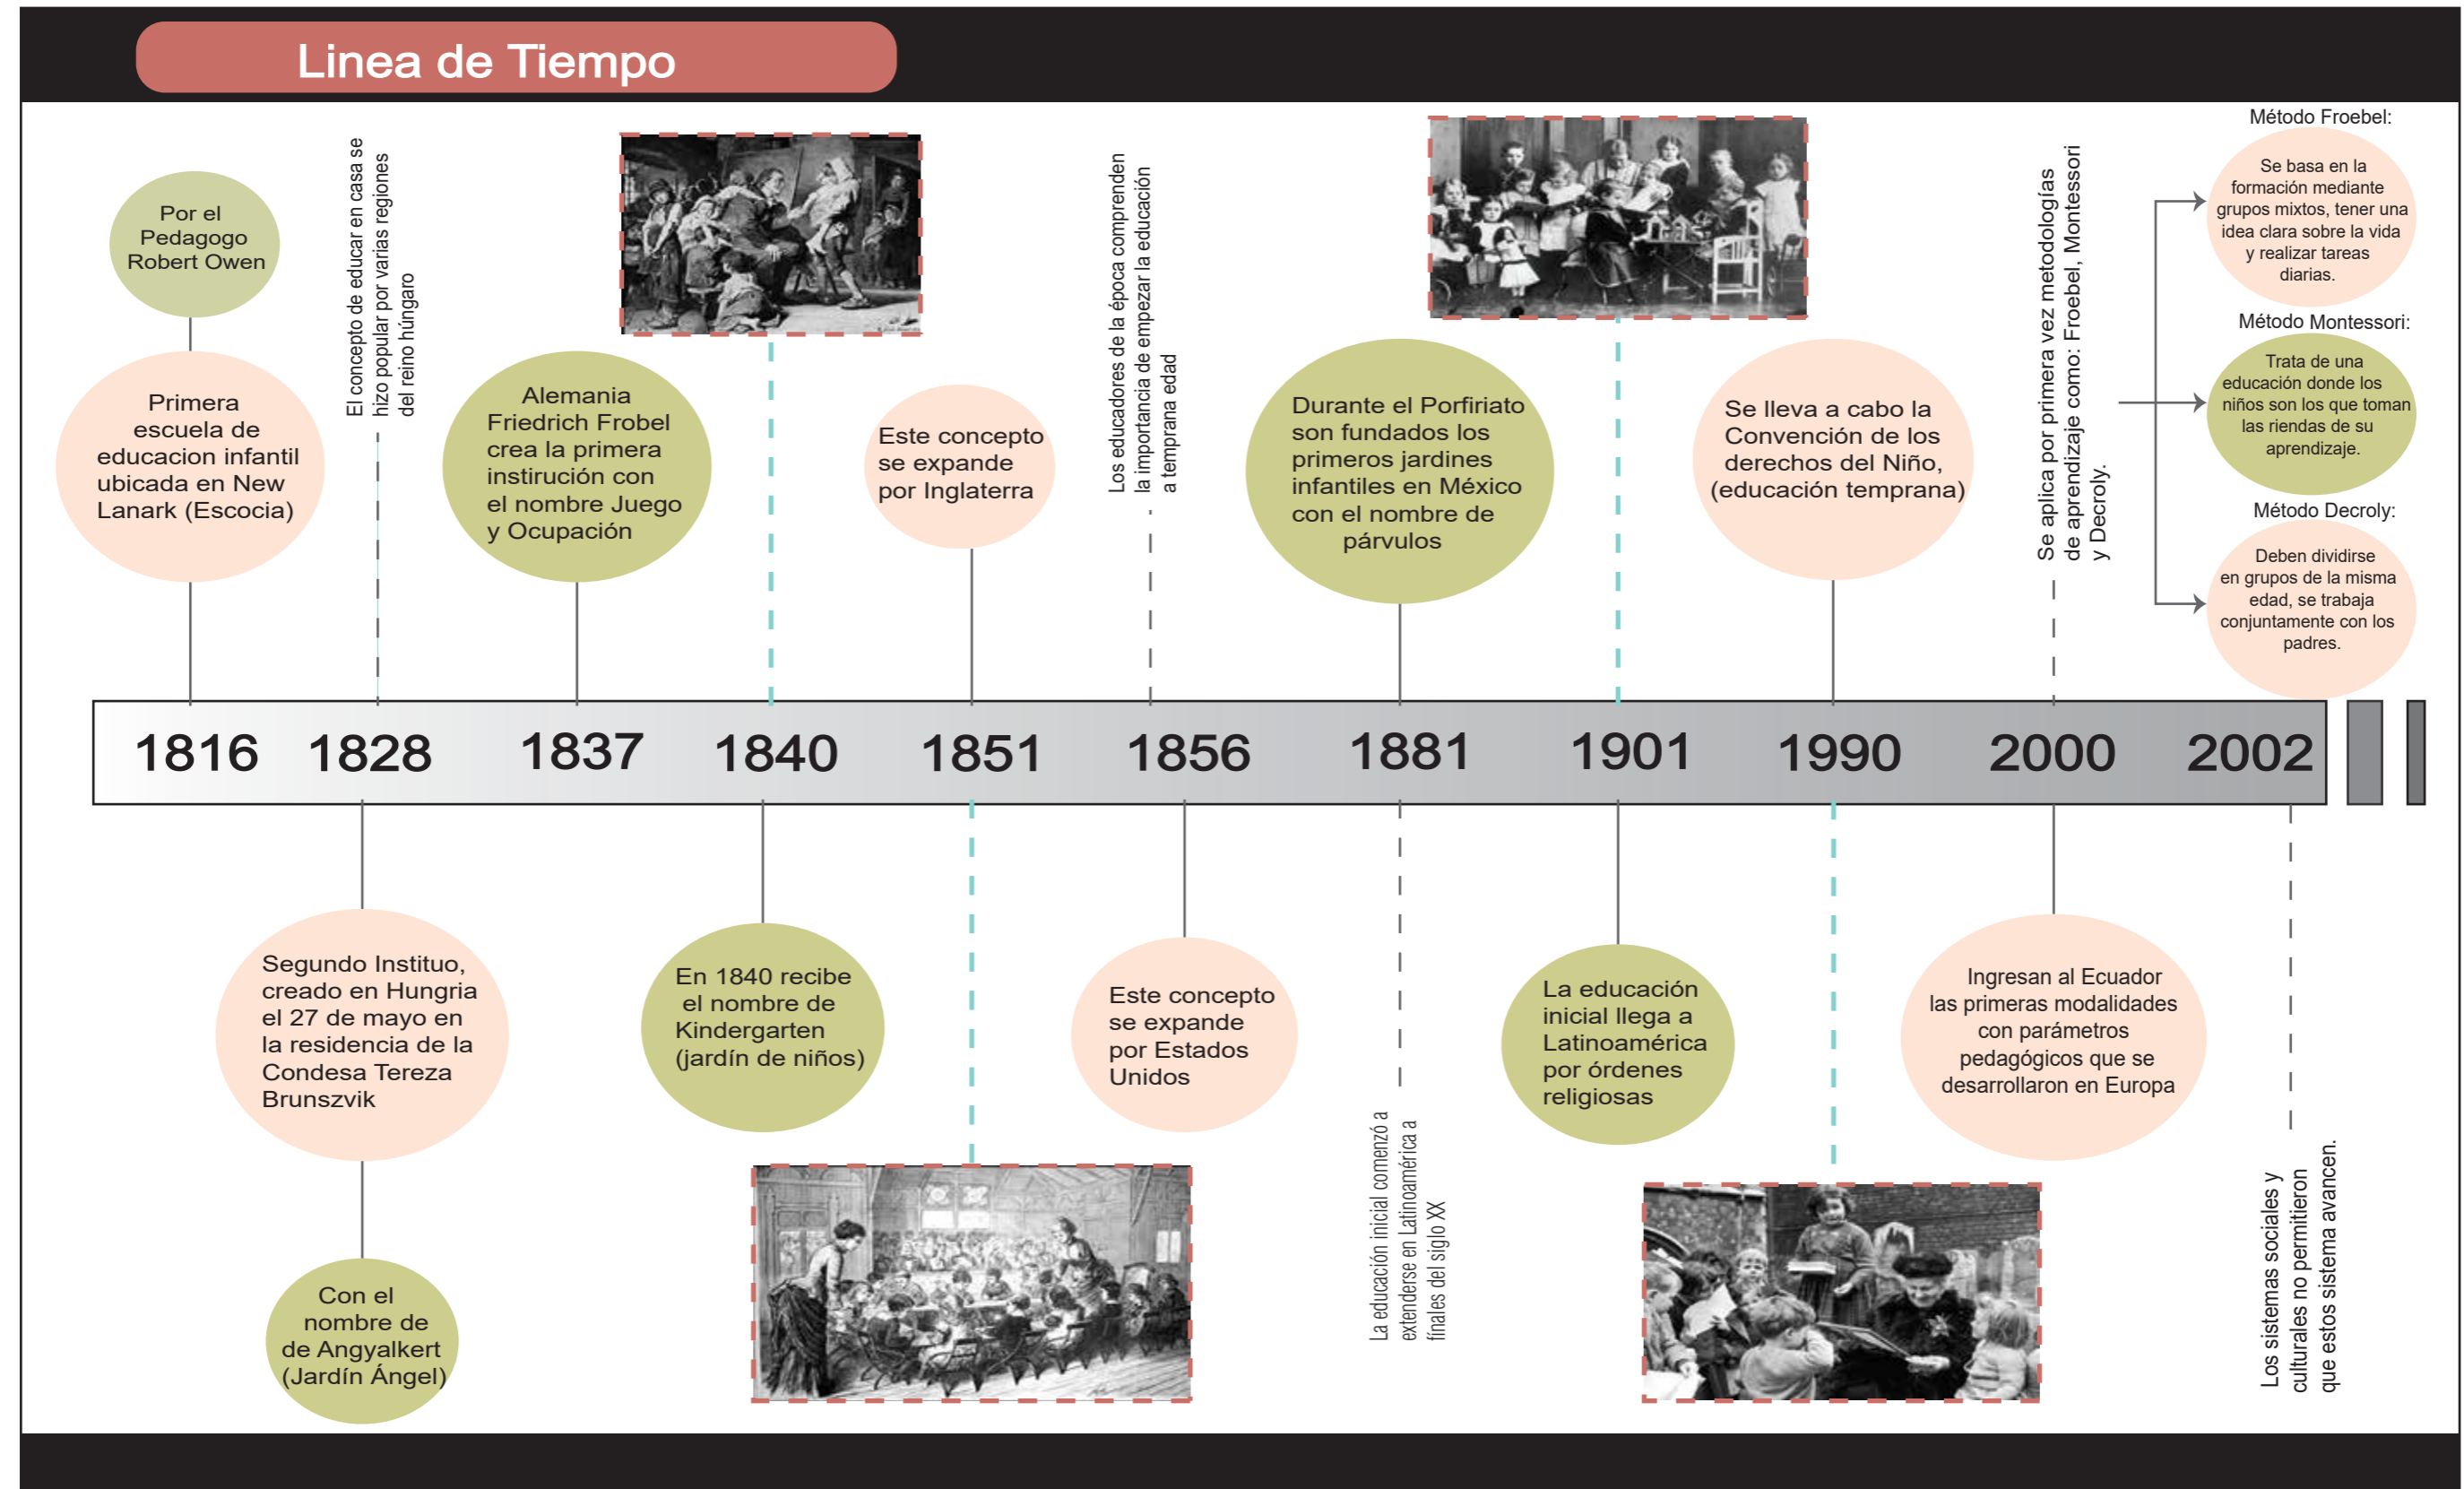 Linea de Tiempo
Por el
Pedagogo
Robert Owen
Primera
escuela de
educacion infantil
ubicada en New
Lanark (Escocia)
El concepto de educar en casa se
hizo popular por varias regiones
del reino húngaro
Alemania
Friedrich Frobel
crea la primera
instirución con
el nombre Juego
y Ocupación
Este concepto
se expande
por Inglaterra
Los educadores de la época comprenden
la importancia de empezar la educación
a temprana edad
Durante el Porfiriato
son fundados los
primeros jardines
infantiles en México
con el nombre de
párvulos
Se lleva a cabo la
Convención de los
derechos del Niño,
(educación temprana)
Se aplica por primera vez metodologías
de aprendizaje como: Froebel, Montessori
y Decroly.
Método Froebel:
Se basa en la
formación mediante
grupos mixtos, tener una
idea clara sobre la vida
y realizar tareas
diarias.
Método Montessori:
Trata de una
educación donde los
niños son los que toman
las riendas de su
aprendizaje.
Método Decroly:
Deben dividirse
en grupos de la misma
edad, se trabaja
conjuntamente con los
padres.
1816 1828 1837 1840 1851 1856 1881 1901 1990 2000 2002
Segundo Instituo,
creado en Hungria
el 27 de mayo en
la residencia de la
Condesa Tereza
Brunszvik
Con el
nombre de
de Angyalkert
(Jardín Ángel)
En 1840 recibe
el nombre de
Kindergarten
(jardín de niños)
Este concepto
se expande
por Estados
Unidos
La educación inicial comenzó a
extenderse en Latinoamérica a
finales del siglo XX
La educación
inicial llega a
Latinoamérica
por órdenes
religiosas
Ingresan al Ecuador
las primeras modalidades
con parámetros
pedagógicos que se
desarrollaron en Europa
Los sistemas sociales y
culturales no permitieron
que estos sistema avancen.